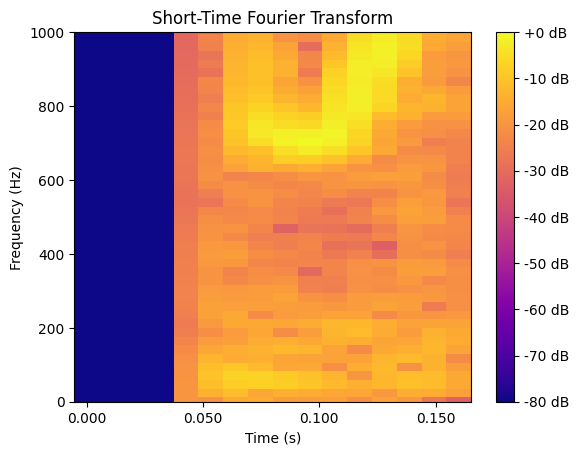 Short-Time Fourier Transform
1000
800
600
400
200
0
Frequency (Hz)
0.000
0.050
0.100
0.150
Time (s)
+0 dB
-10 dB
-20 dB
-30 dB
-40 dB
-50 dB
-60 dB
-70 dB
-80 dB